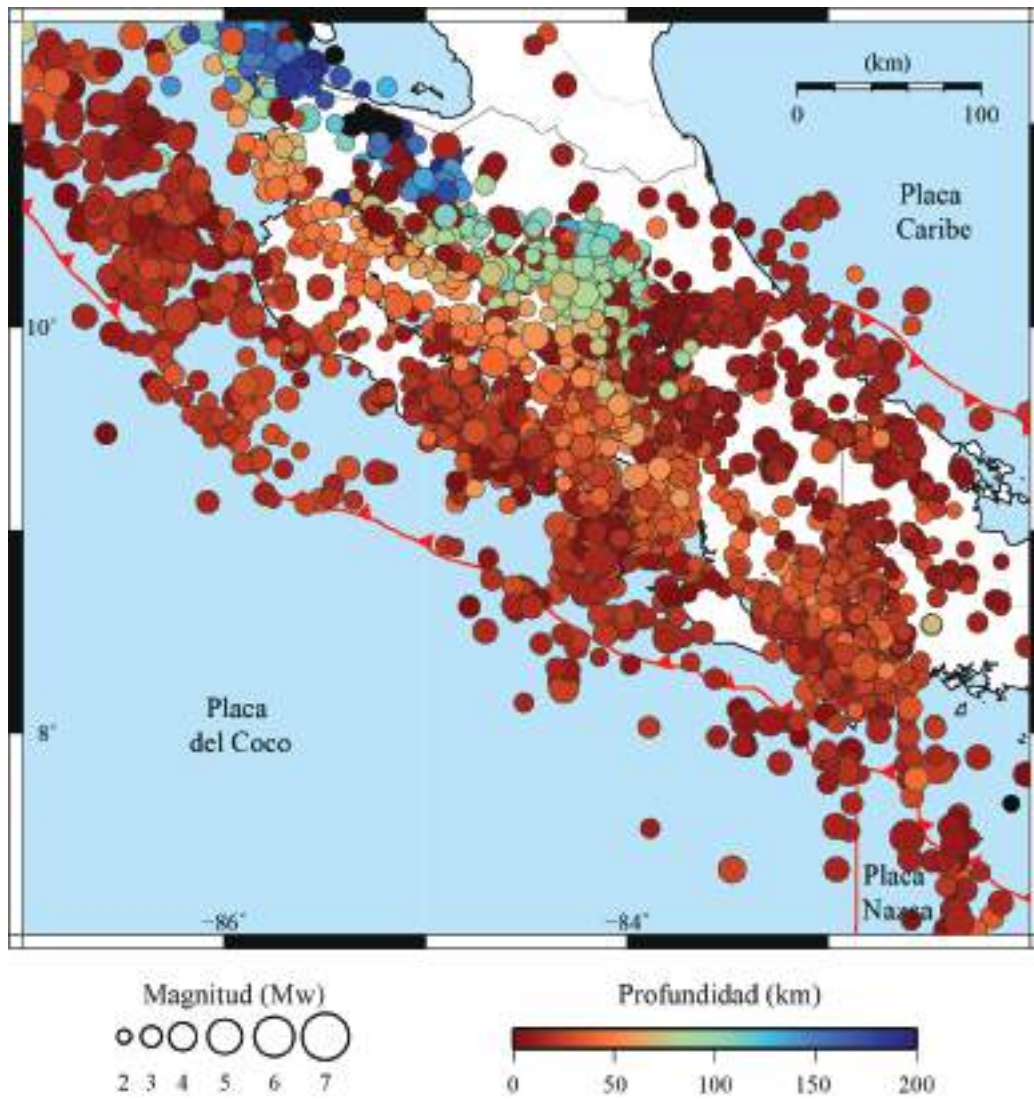 (km)
0 100
Placa
Caribe
10°
Placa
del Coco
8°
Placa
Nazca
−86° −84°
Magnitud (Mw)
2 3 4 5 6 7
Profundidad (km)
0 50 100 150 200